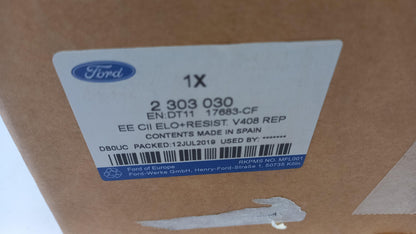 Ford
1X
2 303 030
EN:DT11 17683-CF
EE CII ELO+RESIST. V408 REP
CONTENTS MADE IN SPAIN
DB0UC PACKED:12JUL2019 USED BY: *******
RKPMS NO. MPL901
Ford of Europe
Ford-Werke GmbH, Henry-Ford-Straße 1, 50735 Köln